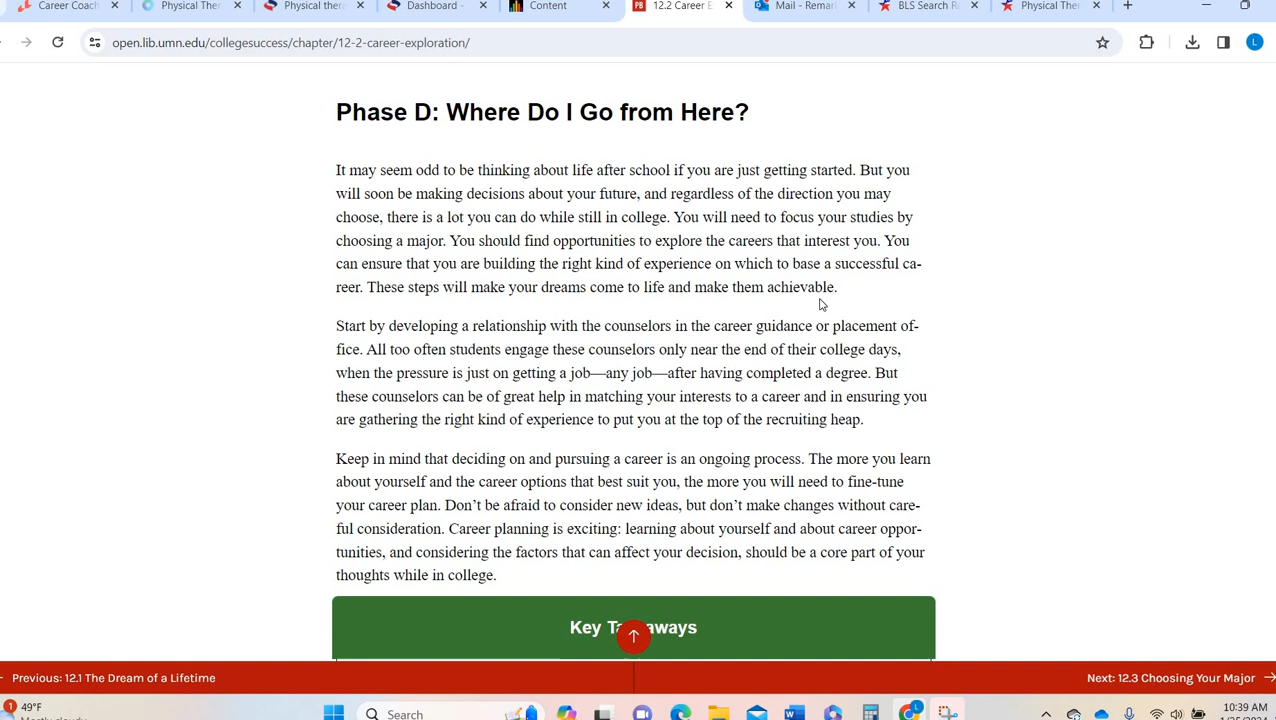 Career Coach
Physical Ther
Physical there
Dashboard -
Content
12.2 Career E
Mail - Remar
BLS Search R
Physical Ther
open.lib.umn.edu/collegesuccess/chapter/12-2-career-exploration/
L
Phase D: Where Do I Go from Here?
It may seem odd to be thinking about life after school if you are just getting started. But you
will soon be making decisions about your future, and regardless of the direction you may
choose, there is a lot you can do while still in college. You will need to focus your studies by
choosing a major. You should find opportunities to explore the careers that interest you. You
can ensure that you are building the right kind of experience on which to base a successful ca-
reer. These steps will make your dreams come to life and make them achievable.
Start by developing a relationship with the counselors in the career guidance or placement of-
fice. All too often students engage these counselors only near the end of their college days,
when the pressure is just on getting a job—any job—after having completed a degree. But
these counselors can be of great help in matching your interests to a career and in ensuring you
are gathering the right kind of experience to put you at the top of the recruiting heap.
Keep in mind that deciding on and pursuing a career is an ongoing process. The more you learn
about yourself and the career options that best suit you, the more you will need to fine-tune
your career plan. Don't be afraid to consider new ideas, but don't make changes without care-
ful consideration. Career planning is exciting: learning about yourself and about career oppor-
tunities, and considering the factors that can affect your decision, should be a core part of your
thoughts while in college.
Key Takeaways
Previous: 12.1 The Dream of a Lifetime
Next: 12.3 Choosing Your Major
49°F
Mostly cloudy
Search
10:39 AM